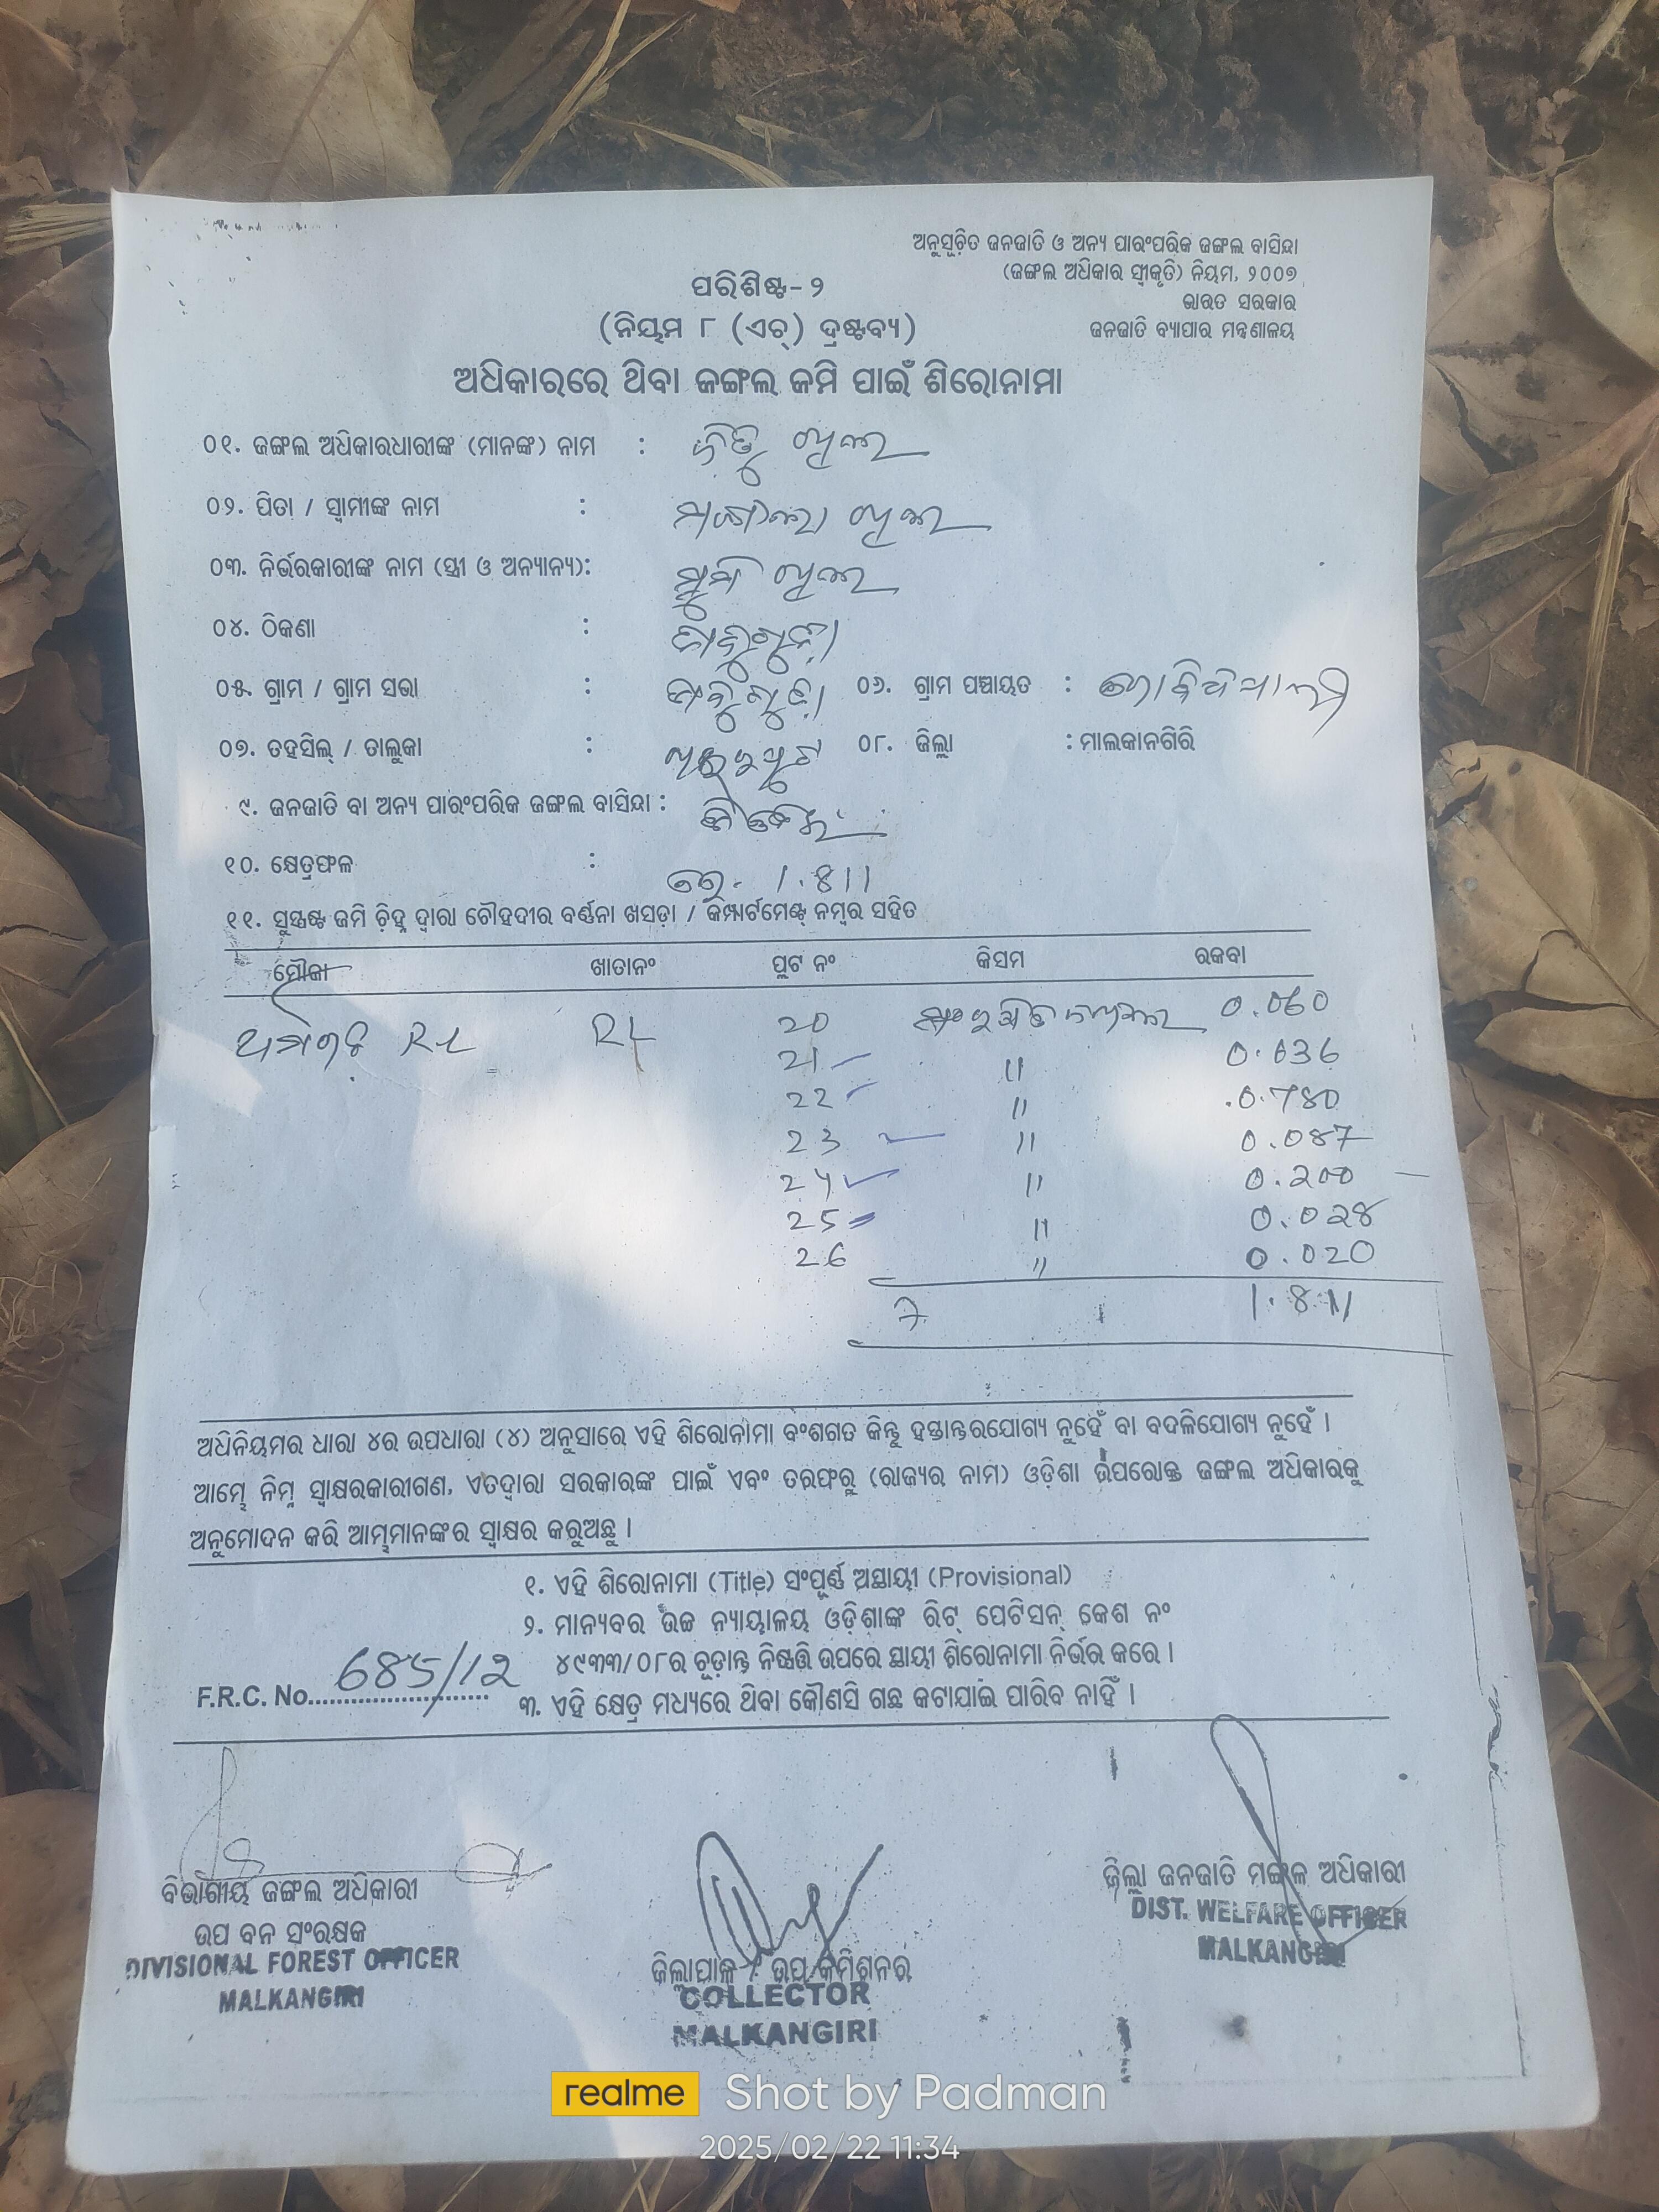 ଅନୁସୂଚିତ ଜନଜାତି ଓ ଅନ୍ୟ ପାରଂପରିକ ଜଙ୍ଗଲ ବାସିନ୍ଦା
(ଜଙ୍ଗଲ ଅଧିକାର ସ୍ୱୀକୃତି) ନିୟମ, ୨୦୦୭
ଭାରତ ସରକାର
ଜନଜାତି ବ୍ୟାପାର ମନ୍ତ୍ରଣାଳୟ
ପରିଶିଷ୍ଟ-୨
(ନିୟମ ୮ (ଏଚ୍) ଦ୍ରଷ୍ଟବ୍ୟ)
ଅଧିକାରରେ ଥିବା ଜଙ୍ଗଲ ଜମି ପାଇଁ ଶିରୋନାମା
୦୧. ଜଙ୍ଗଲ ଅଧିକାରଧାରୀଙ୍କ (ମାନଙ୍କ) ନାମ :
୦୨. ପିତା / ସ୍ୱାମୀଙ୍କ ନାମ :
୦୩. ନିର୍ଭରକାରୀଙ୍କ ନାମ (ସ୍ତ୍ରୀ ଓ ଅନ୍ୟାନ୍ୟ):
୦୪. ଠିକଣା :
୦୫. ଗ୍ରାମ / ଗ୍ରାମ ସଭା : ୦୬. ଗ୍ରାମ ପଞ୍ଚାୟତ :
୦୭. ତହସିଲ୍ / ତାଲୁକା : ୦୮. ଜିଲ୍ଲା : ମାଲକାନଗିରି
୯. ଜନଜାତି ବା ଅନ୍ୟ ପାରଂପରିକ ଜଙ୍ଗଲ ବାସିନ୍ଦା :
୧୦. କ୍ଷେତ୍ରଫଳ : 1.811
୧୧. ସୁସ୍ପଷ୍ଟ ଜମି ଚିହ୍ନ ଦ୍ୱାରା ଚୌହଦୀର ବର୍ଣ୍ଣନା ଖସଡ଼ା / କମ୍ପାର୍ଟମେଣ୍ଟ୍ ନମ୍ବର ସହିତ
ମୌଜା ଖାତାନଂ ପ୍ଲଟ ନଂ କିସମ ରକବା
RL 20 0.060
21 " 0.636
22 " 0.780
23 " 0.087
24 " 0.200
25 " 0.028
26 " 0.020
7 1.811
ଅଧିନିୟମର ଧାରା ୪ର ଉପଧାରା (୪) ଅନୁସାରେ ଏହି ଶିରୋନାମା ବଂଶଗତ କିନ୍ତୁ ହସ୍ତାନ୍ତରଯୋଗ୍ୟ ନୁହେଁ ବା ବଦଳିଯୋଗ୍ୟ ନୁହେଁ ।
ଆମ୍ଭେ ନିମ୍ନ ସ୍ୱାକ୍ଷରକାରୀଗଣ, ଏତଦ୍ୱାରା ସରକାରଙ୍କ ପାଇଁ ଏବଂ ତରଫରୁ (ରାଜ୍ୟର ନାମ) ଓଡ଼ିଶା ଉପରୋକ୍ତ ଜଙ୍ଗଲ ଅଧିକାରକୁ
ଅନୁମୋଦନ କରି ଆମ୍ଭମାନଙ୍କର ସ୍ୱାକ୍ଷର କରୁଅଛୁ ।
୧. ଏହି ଶିରୋନାମା (Title) ସଂପୂର୍ଣ୍ଣ ଅସ୍ଥାୟୀ (Provisional)
୨. ମାନ୍ୟବର ଉଚ୍ଚ ନ୍ୟାୟାଳୟ ଓଡ଼ିଶାଙ୍କ ରିଟ୍ ପେଟିସନ୍ କେଶ ନଂ
୪୯୩୩/୦୮ର ଚୂଡ଼ାନ୍ତ ନିଷ୍ପତ୍ତି ଉପରେ ସ୍ଥାୟୀ ଶିରୋନାମା ନିର୍ଭର କରେ ।
F.R.C. No. 685/12
୩. ଏହି କ୍ଷେତ୍ର ମଧ୍ୟରେ ଥିବା କୌଣସି ଗଛ କଟାଯାଇ ପାରିବ ନାହିଁ ।
ବିଭାଗୀୟ ଜଙ୍ଗଲ ଅଧିକାରୀ
ଉପ ବନ ସଂରକ୍ଷକ
DIVISIONAL FOREST OFFICER
MALKANGIRI
ଜିଲ୍ଲାପାଳ / ଉପ କମିଶନର
COLLECTOR
MALKANGIRI
ଜିଲ୍ଲା ଜନଜାତି ମଙ୍ଗଳ ଅଧିକାରୀ
DIST. WELFARE OFFICER
MALKANGIRI
realme Shot by Padman
2025/02/22 11:34